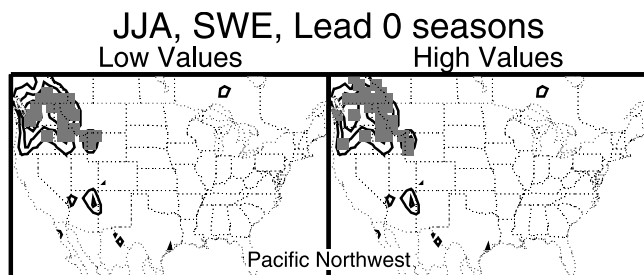 JJA, SWE, Lead 0 seasons
Low Values
High Values
Pacific Northwest